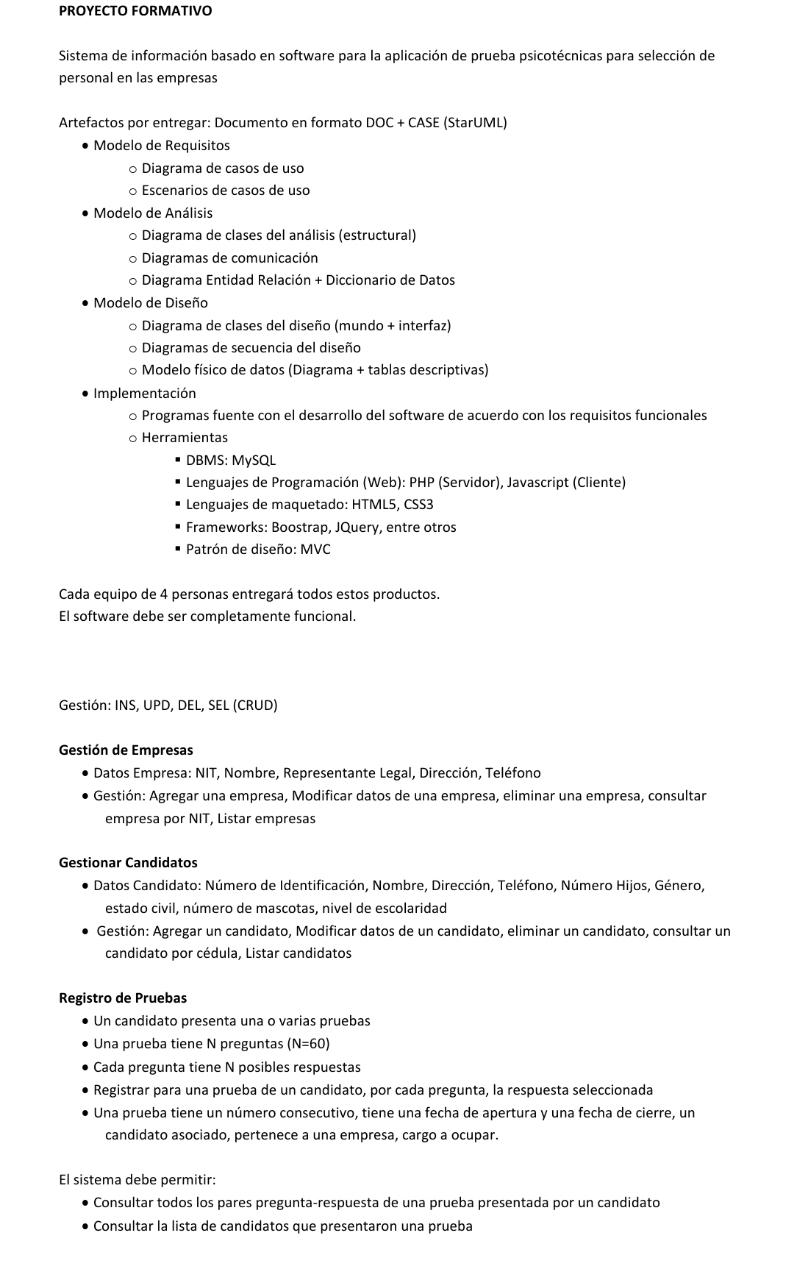 PROYECTO FORMATIVO
Sistema de información basado en software para la aplicación de prueba psicotécnicas para selección de
personal en las empresas
Artefactos por entregar: Documento en formato DOC + CASE (StarUML)
• Modelo de Requisitos
o Diagrama de casos de uso
o Escenarios de casos de uso
• Modelo de Análisis
o Diagrama de clases del análisis (estructural)
o Diagramas de comunicación
o Diagrama Entidad Relación + Diccionario de Datos
• Modelo de Diseño
o Diagrama de clases del diseño (mundo + interfaz)
o Diagramas de secuencia del diseño
o Modelo físico de datos (Diagrama + tablas descriptivas)
• Implementación
o Programas fuente con el desarrollo del software de acuerdo con los requisitos funcionales
o Herramientas
▪ DBMS: MySQL
▪ Lenguajes de Programación (Web): PHP (Servidor), Javascript (Cliente)
▪ Lenguajes de maquetado: HTML5, CSS3
▪ Frameworks: Boostrap, JQuery, entre otros
▪ Patrón de diseño: MVC
Cada equipo de 4 personas entregará todos estos productos.
El software debe ser completamente funcional.
Gestión: INS, UPD, DEL, SEL (CRUD)
Gestión de Empresas
• Datos Empresa: NIT, Nombre, Representante Legal, Dirección, Teléfono
• Gestión: Agregar una empresa, Modificar datos de una empresa, eliminar una empresa, consultar
empresa por NIT, Listar empresas
Gestionar Candidatos
• Datos Candidato: Número de Identificación, Nombre, Dirección, Teléfono, Número Hijos, Género,
estado civil, número de mascotas, nivel de escolaridad
• Gestión: Agregar un candidato, Modificar datos de un candidato, eliminar un candidato, consultar un
candidato por cédula, Listar candidatos
Registro de Pruebas
• Un candidato presenta una o varias pruebas
• Una prueba tiene N preguntas (N=60)
• Cada pregunta tiene N posibles respuestas
• Registrar para una prueba de un candidato, por cada pregunta, la respuesta seleccionada
• Una prueba tiene un número consecutivo, tiene una fecha de apertura y una fecha de cierre, un
candidato asociado, pertenece a una empresa, cargo a ocupar.
El sistema debe permitir:
• Consultar todos los pares pregunta-respuesta de una prueba presentada por un candidato
• Consultar la lista de candidatos que presentaron una prueba